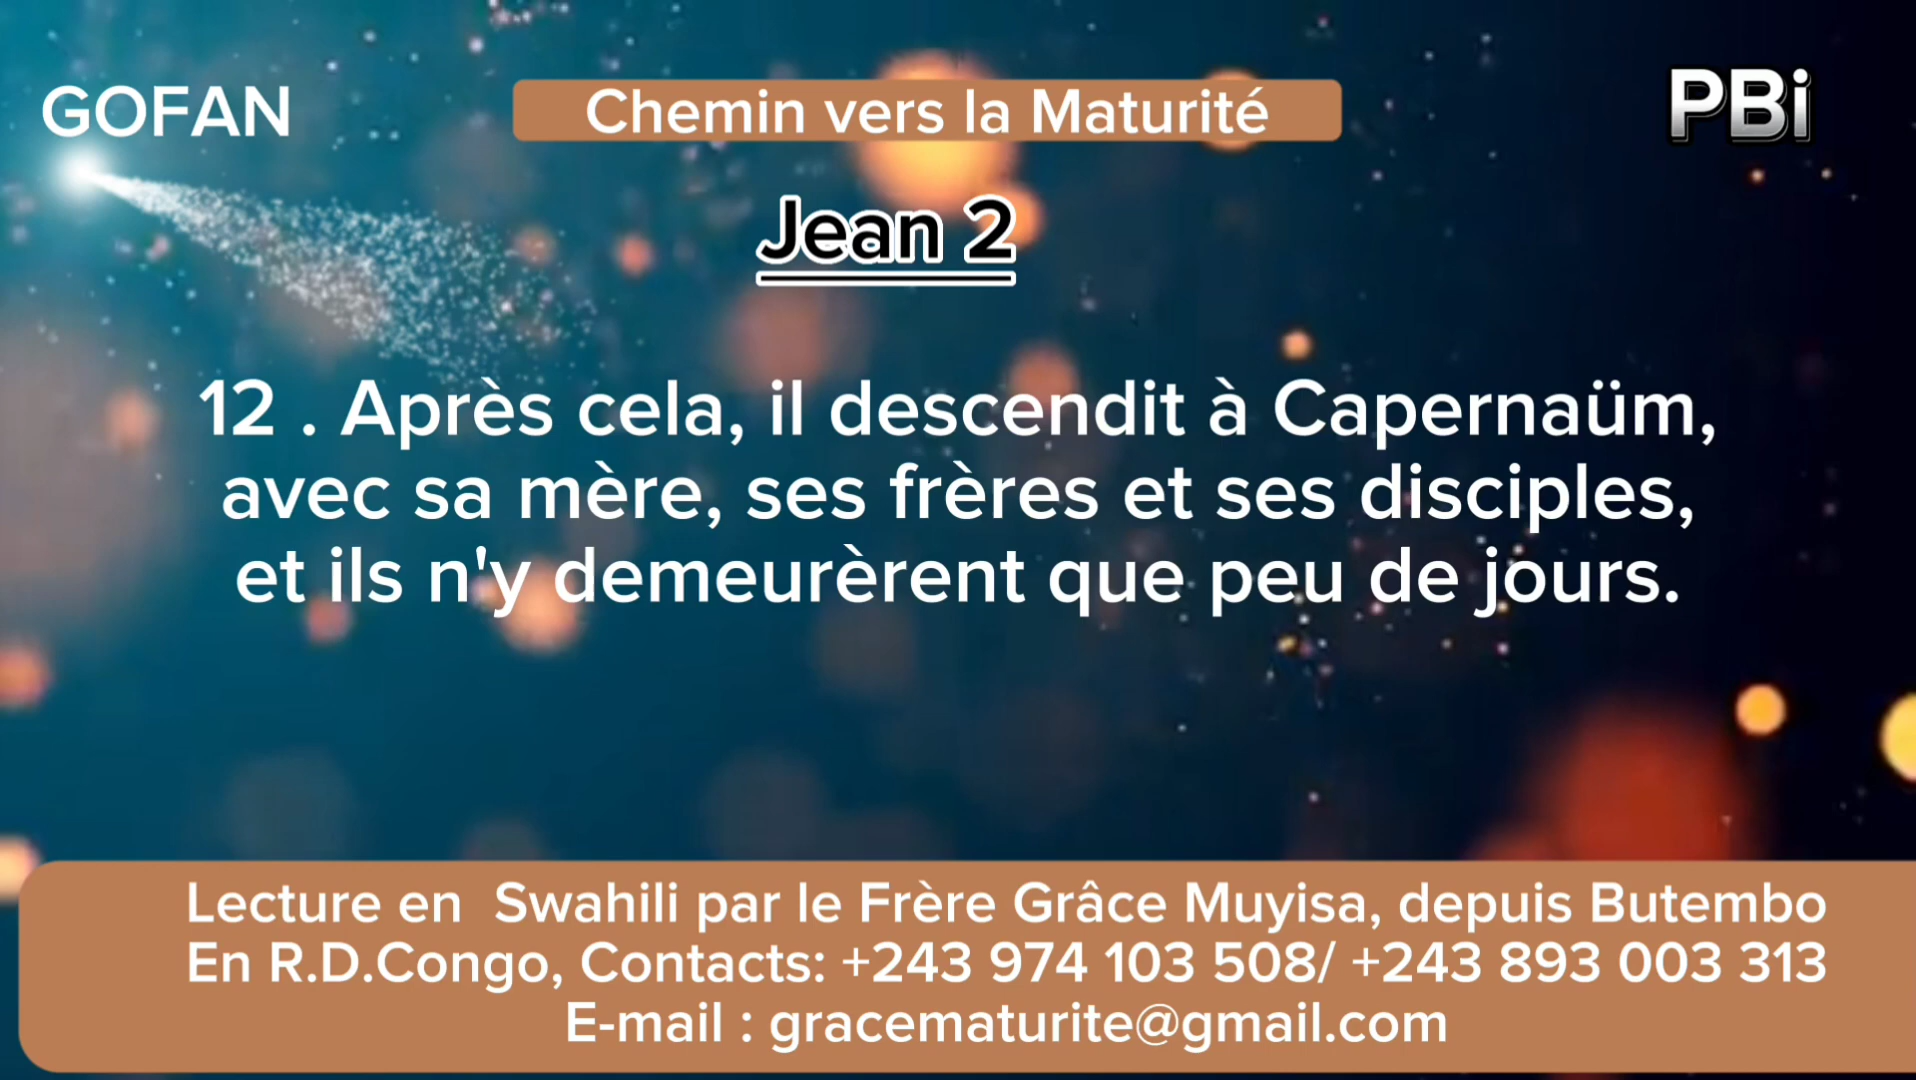 GOFAN
Chemin vers la Maturité
PBi
Jean 2
12 . Après cela, il descendit à Capernaüm,
avec sa mère, ses frères et ses disciples,
et ils n'y demeurèrent que peu de jours.
Lecture en  Swahili par le Frère Grâce Muyisa, depuis Butembo
En R.D.Congo, Contacts: +243 974 103 508/ +243 893 003 313
E-mail : gracematurite@gmail.com